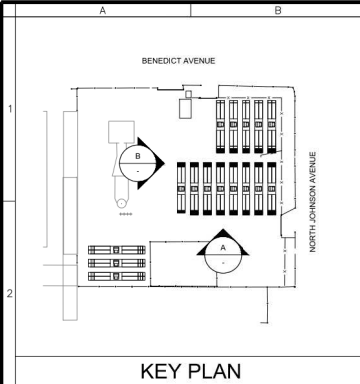 A B
BENEDICT AVENUE
1
B
-
NORTH JOHNSON AVENUE
A
-
2
KEY PLAN